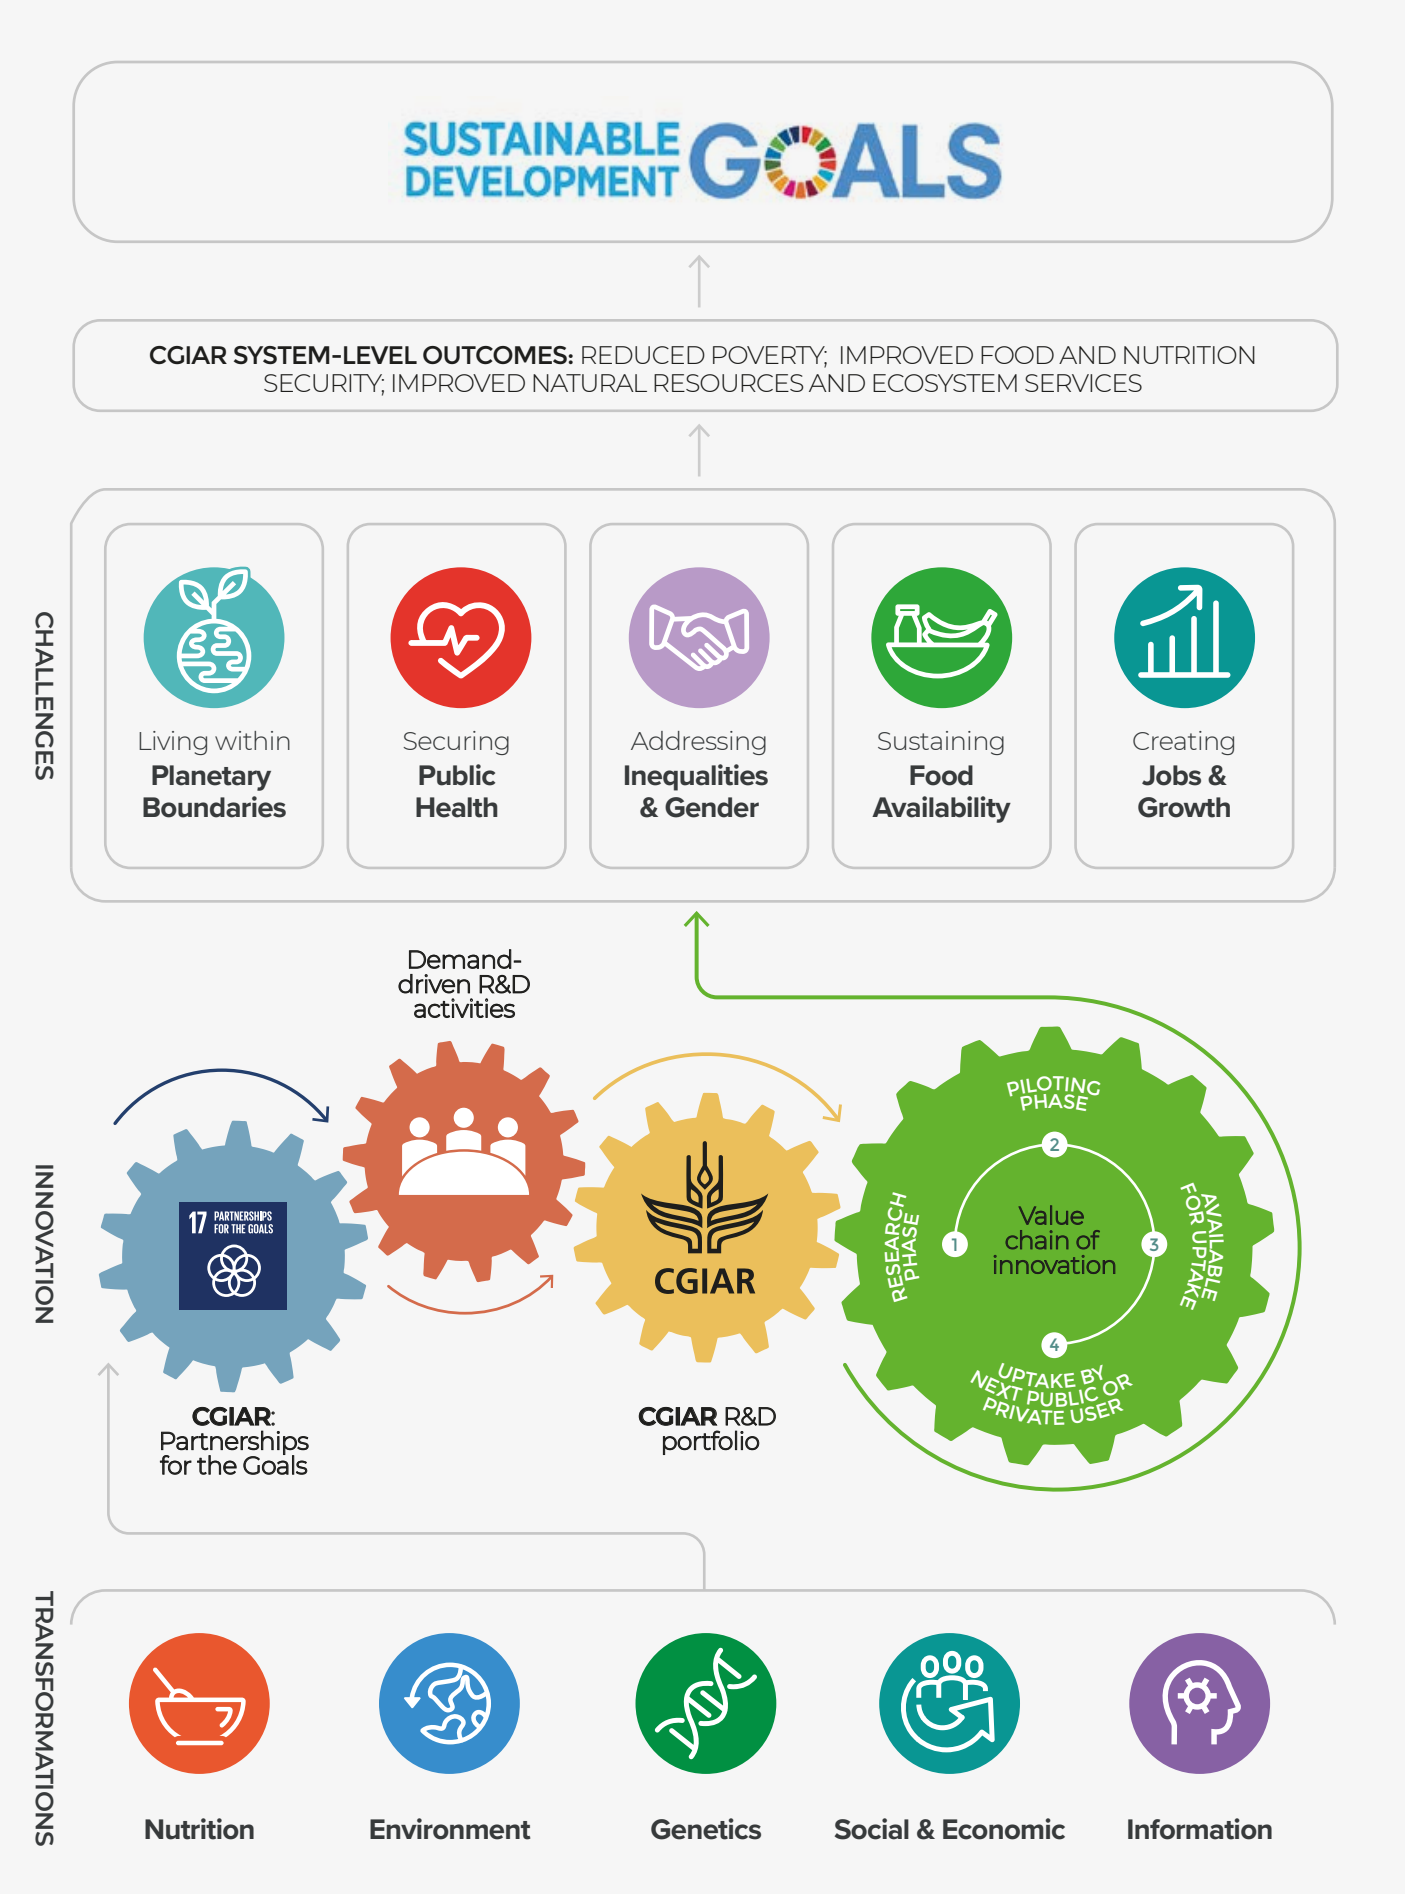 SUSTAINABLE
DEVELOPMENT
GOALS
CGIAR SYSTEM-LEVEL OUTCOMES: REDUCED POVERTY; IMPROVED FOOD AND NUTRITION
SECURITY; IMPROVED NATURAL RESOURCES AND ECOSYSTEM SERVICES
CHALLENGES
Living within
Planetary
Boundaries
Securing
Public
Health
Addressing
Inequalities
& Gender
Sustaining
Food
Availability
Creating
Jobs &
Growth
INNOVATION
17 PARTNERSHIPS
FOR THE GOALS
CGIAR:
Partnerships
for the Goals
Demand-
driven R&D
activities
CGIAR
CGIAR R&D
portfolio
Value
chain of
innovation
1
RESEARCH
PHASE
2
PILOTING
PHASE
3
AVAILABLE
FOR UPTAKE
4
UPTAKE BY
NEXT PUBLIC OR
PRIVATE USER
TRANSFORMATIONS
Nutrition
Environment
Genetics
Social & Economic
Information